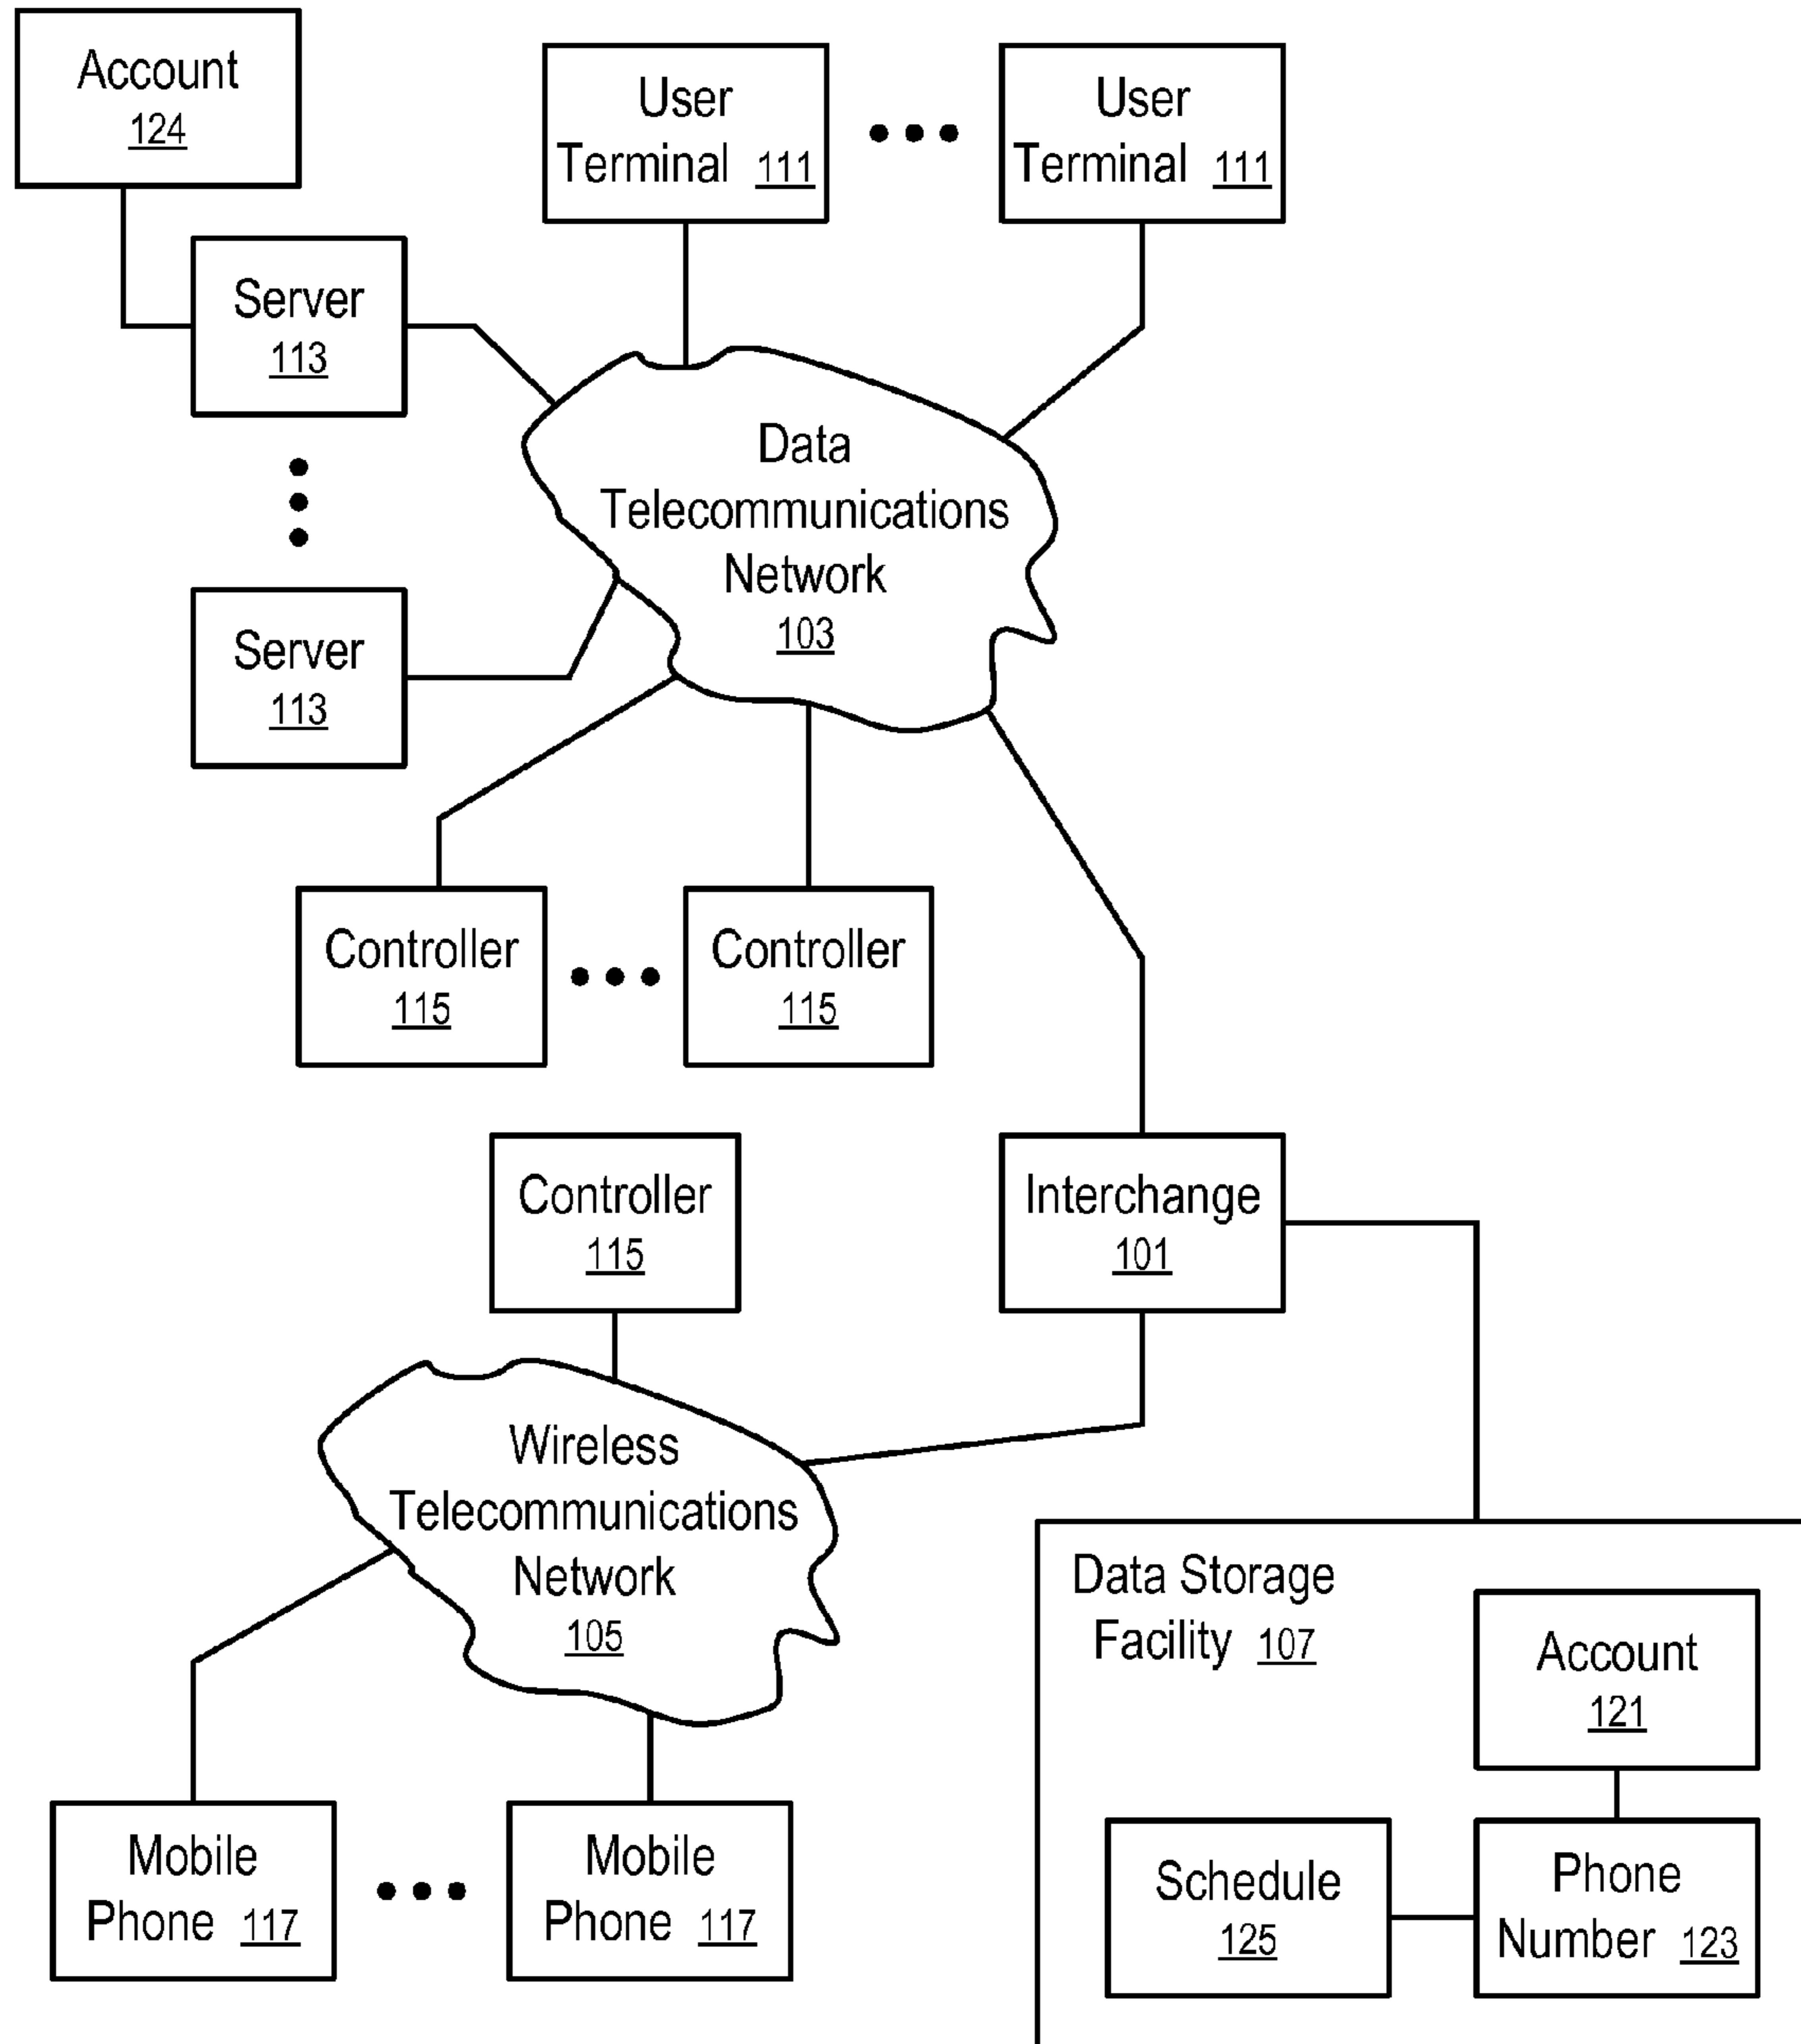 Account
124
User
Terminal 111
User
Terminal 111
Server
113
Data
Telecommunications
Network
103
Server
113
Controller
115
Controller
115
Controller
115
Interchange
101
Wireless
Telecommunications
Network
105
Data Storage
Facility 107
Account
121
Mobile
Phone 117
Mobile
Phone 117
Schedule
125
Phone
Number 123